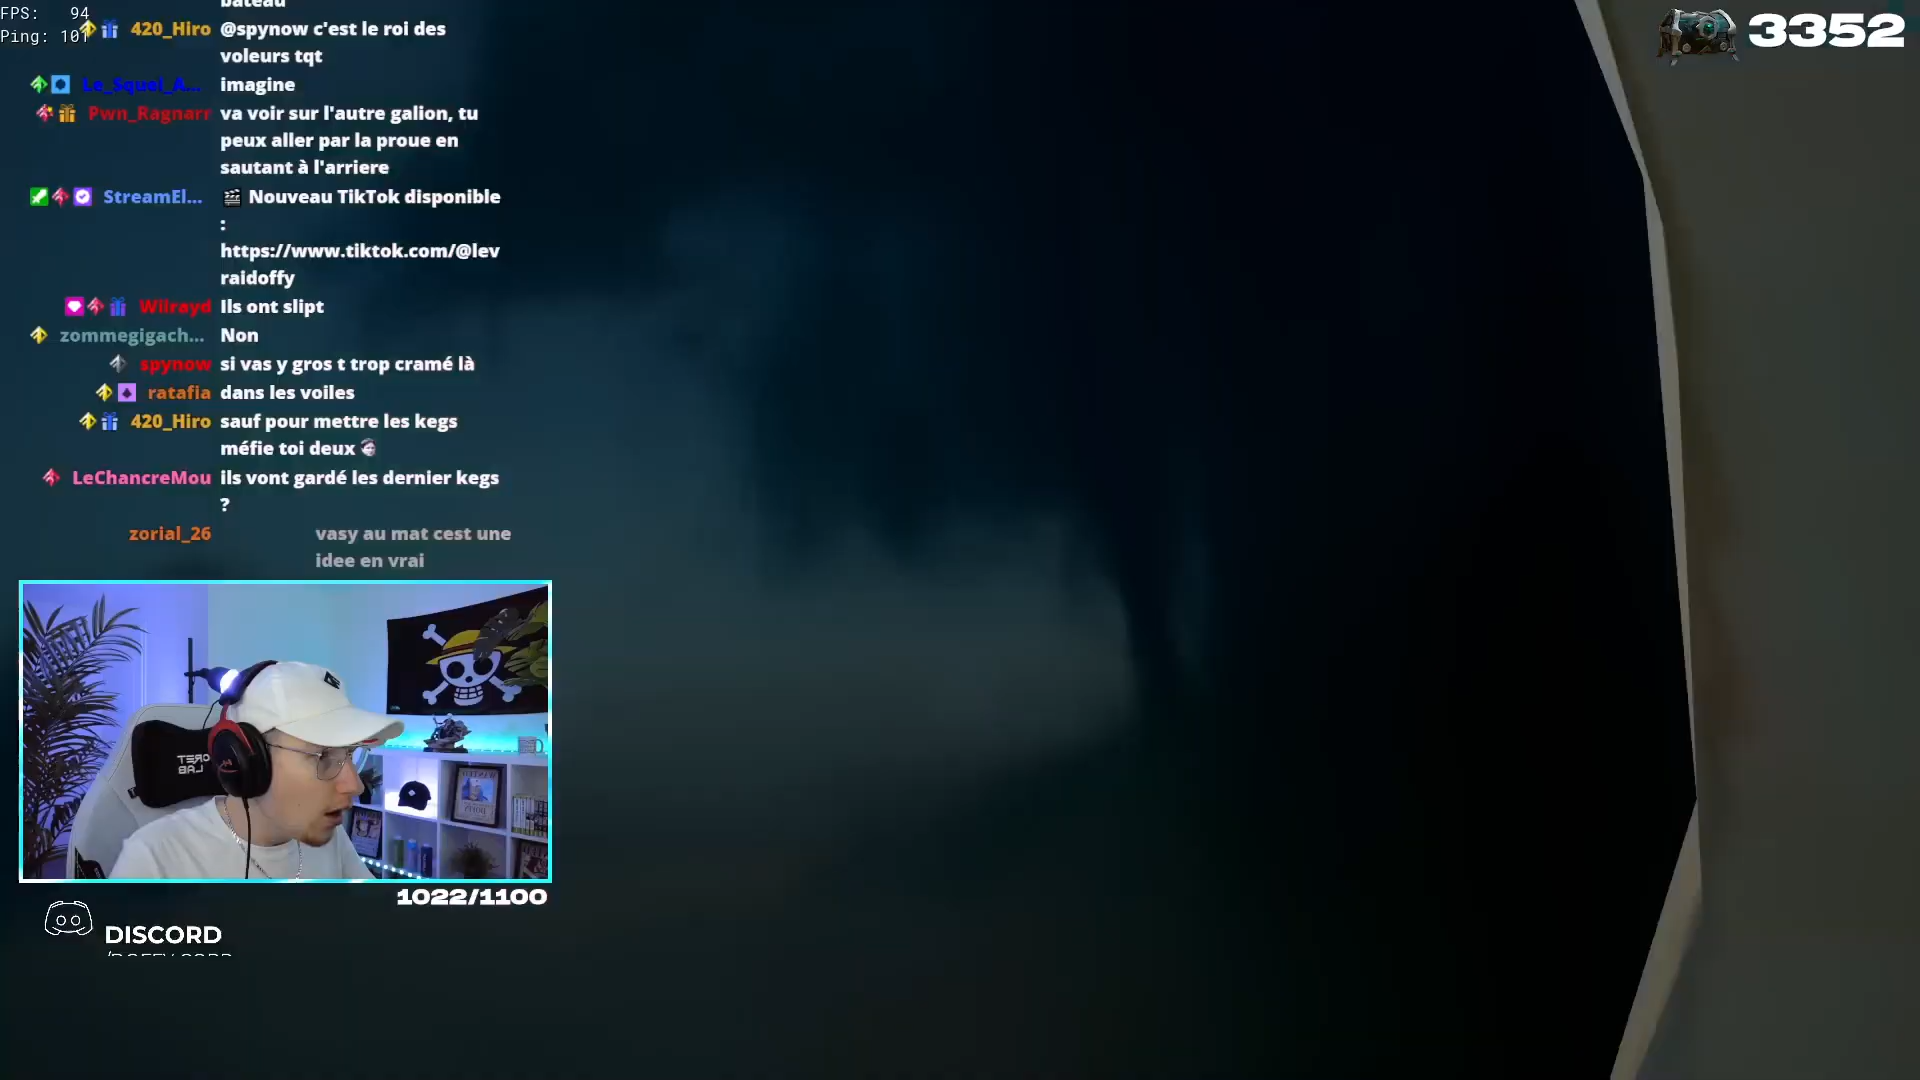 FPS: 94
Ping: 101
bateau
420_Hiro @spynow c'est le roi des
voleurs tqt
Le_Squel_A... imagine
Pwn_Ragnarr va voir sur l'autre galion, tu
peux aller par la proue en
sautant à l'arriere
StreamEl... Nouveau TikTok disponible
:
https://www.tiktok.com/@lev
raidoffy
Wilrayd Ils ont slipt
zommegigach... Non
spynow si vas y gros t trop cramé là
ratafia dans les voiles
420_Hiro sauf pour mettre les kegs
méfie toi deux
LeChancreMou ils vont gardé les dernier kegs
?
zorial_26 vasy au mat cest une
idee en vrai
3352
1022/1100
DISCORD